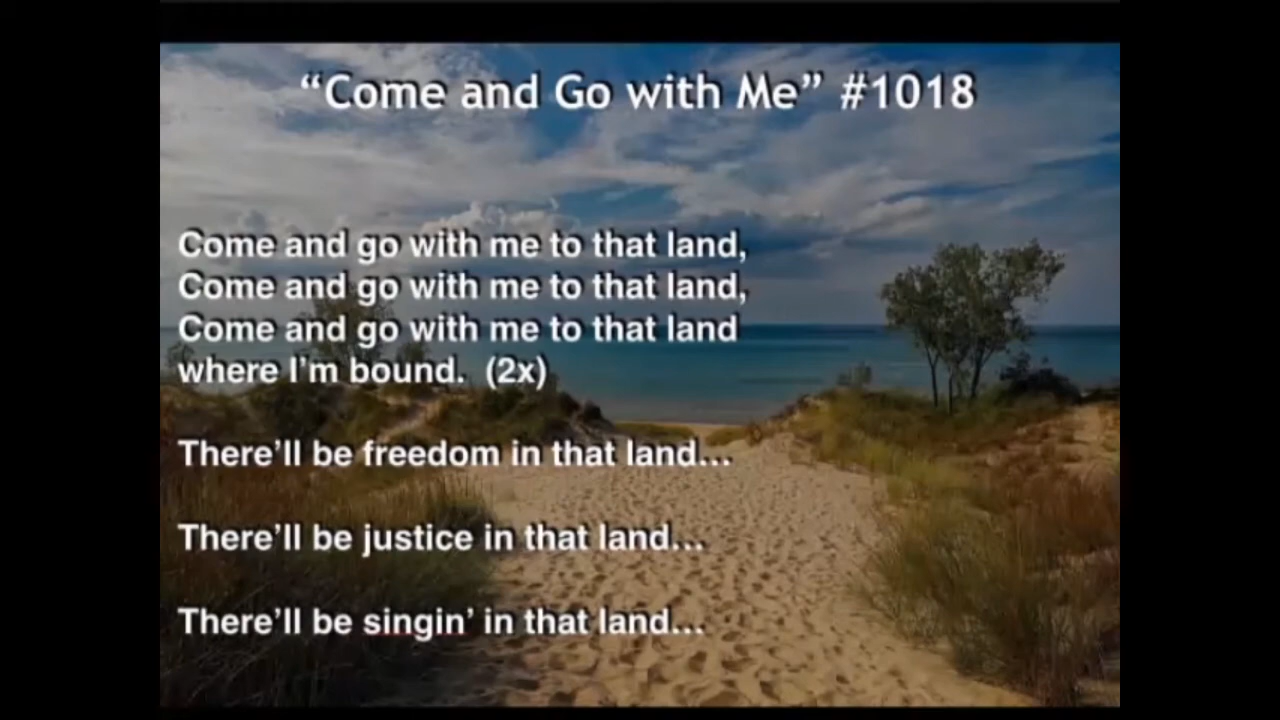 “Come and Go with Me” #1018
Come and go with me to that land,
Come and go with me to that land,
Come and go with me to that land
where I’m bound.  (2x)
There’ll be freedom in that land...
There’ll be justice in that land...
There’ll be singin’ in that land...